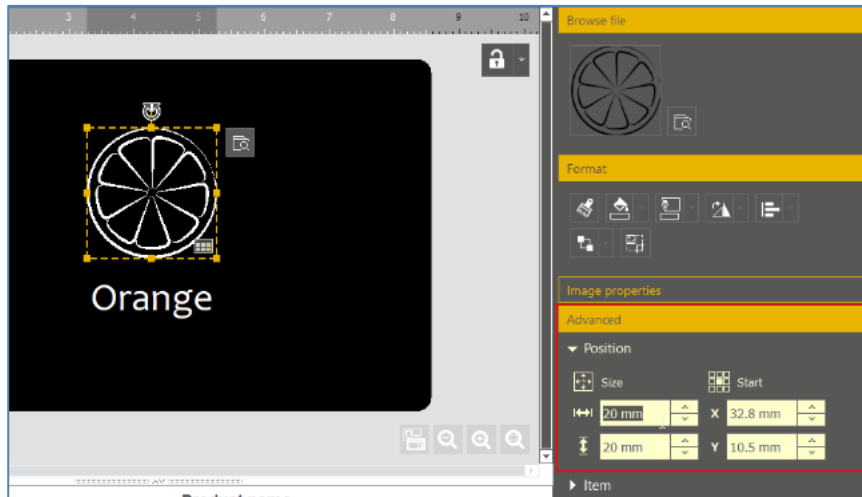 3 4 5 6 7 8 9 10
Browse file
Format
Orange
Image properties
Advanced
Position
Size Start
20 mm X 32.8 mm
20 mm Y 10.5 mm
Item